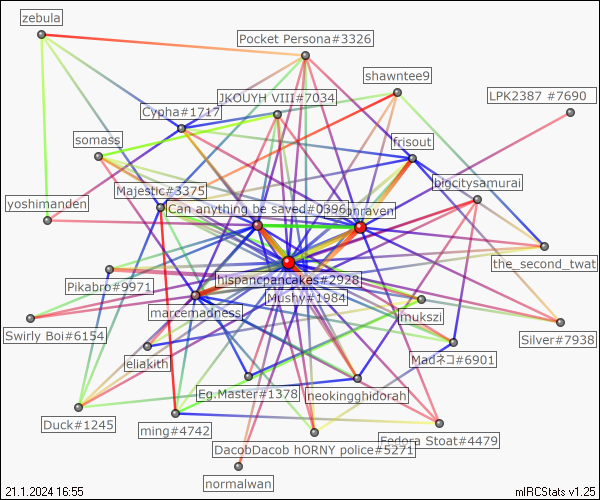 zebula
Pocket Persona#3326
shawntee9
LPK2387 #7690
JKOUYH VIII#7034
Cypha#1717
somass
frisout
bigcitysamurai
Majestic#3375
yoshimanden
Can anything be saved#0396
onraven
the_second_twat
hispancpancakes#2928
Pikabro#9971
Mushy#1984
marcemadness
mukszi
Swirly Boi#6154
Silver#7938
eliakith
Madネコ#6901
Eg.Master#1378
neokingghidorah
Duck#1245
ming#4742
Fedora Stoat#4479
DacobDacob hORNY police#5271
normalwan
21.1.2024 16:55
mIRCStats v1.25